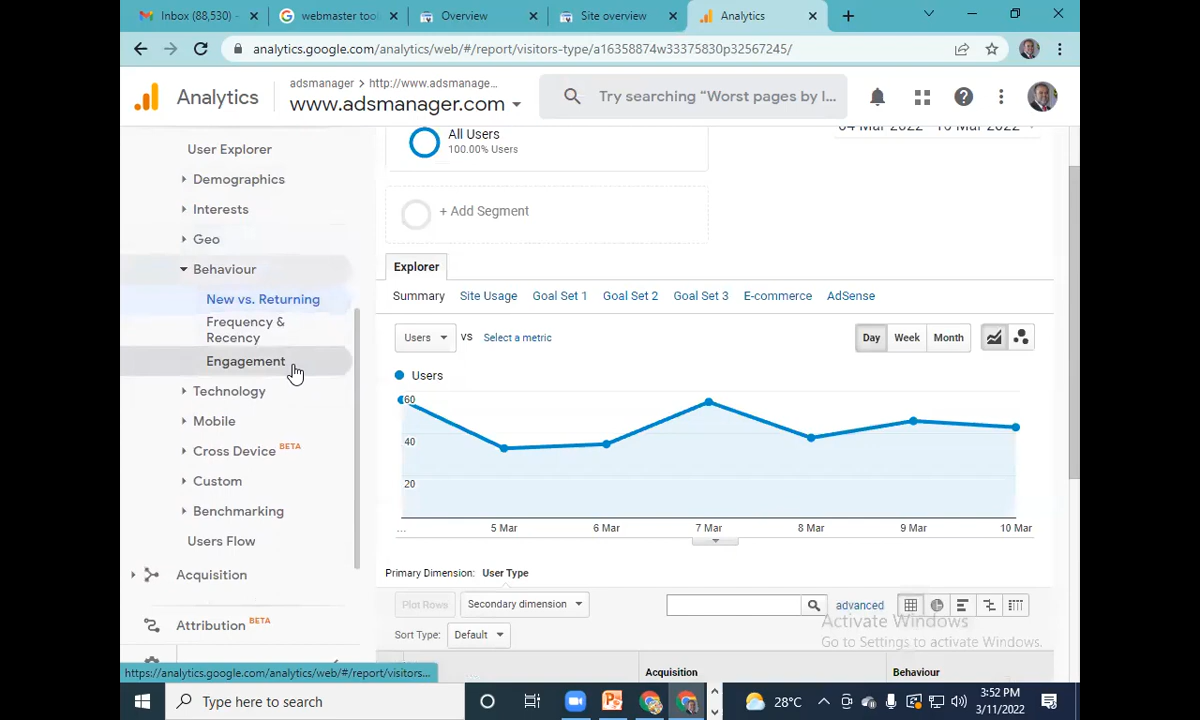 Inbox (88,530) -
webmaster too
Overview
Site overview
Analytics
analytics.google.com/analytics/web/#/report/visitors-type/a16358874w33375830p32567245/
Analytics
adsmanager > http://www.adsmanage...
www.adsmanager.com
Try searching “Worst pages by l...
User Explorer
Demographics
Interests
Geo
Behaviour
New vs. Returning
Frequency &
Recency
Engagement
Technology
Mobile
Cross Device BETA
Custom
Benchmarking
Users Flow
Acquisition
Attribution BETA
https://analytics.google.com/analytics/web/#/report/visitors...
All Users
100.00% Users
04 Mar 2022 - 10 Mar 2022
+ Add Segment
Explorer
Summary Site Usage Goal Set 1 Goal Set 2 Goal Set 3 E-commerce AdSense
Users VS Select a metric
Day Week Month
Users
60
40
20
... 5 Mar 6 Mar 7 Mar 8 Mar 9 Mar 10 Mar
Primary Dimension: User Type
Plot Rows Secondary dimension
advanced
Sort Type: Default
Activate Windows
Go to Settings to activate Windows.
Acquisition Behaviour
Type here to search
28°C
3:52 PM
3/11/2022